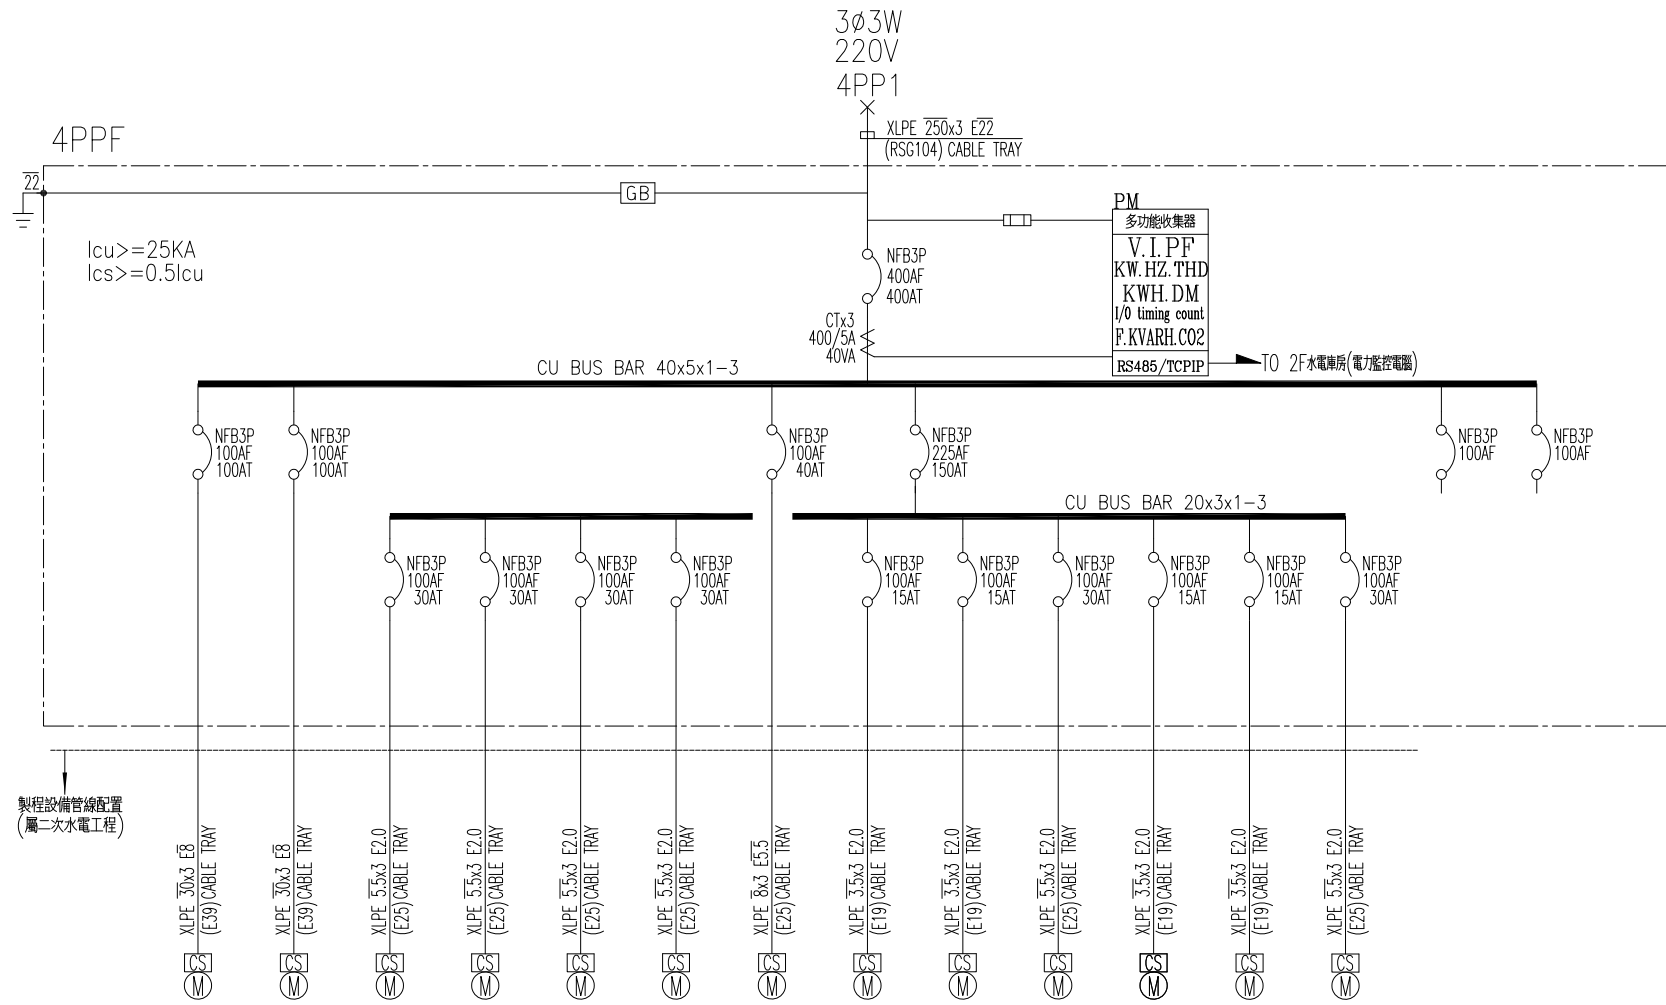 3ø3W
220V
4PP1
XLPE 250x3 E22
(RSG104) CABLE TRAY
4PPF
22
GB
Icu>=25KA
Ics>=0.5Icu
PM
多功能收集器
V.I.PF
KW.HZ.THD
KWH.DM
I/O timing count
F.KVARH.CO2
RS485/TCPIP
TO 2F水電庫房(電力監控電腦)
NFB3P
400AF
400AT
CTx3
400/5A
40VA
CU BUS BAR 40x5x1-3
NFB3P
100AF
100AT
NFB3P
100AF
100AT
NFB3P
100AF
40AT
NFB3P
225AF
150AT
NFB3P
100AF
NFB3P
100AF
CU BUS BAR 20x3x1-3
NFB3P
100AF
30AT
NFB3P
100AF
30AT
NFB3P
100AF
30AT
NFB3P
100AF
30AT
NFB3P
100AF
15AT
NFB3P
100AF
15AT
NFB3P
100AF
30AT
NFB3P
100AF
15AT
NFB3P
100AF
15AT
NFB3P
100AF
30AT
製程設備管線配置
(屬二次水電工程)
XLPE 30x3 E8
(E39)CABLE TRAY
XLPE 30x3 E8
(E39)CABLE TRAY
XLPE 5.5x3 E2.0
(E25)CABLE TRAY
XLPE 5.5x3 E2.0
(E25)CABLE TRAY
XLPE 5.5x3 E2.0
(E25)CABLE TRAY
XLPE 5.5x3 E2.0
(E25)CABLE TRAY
XLPE 8x3 E5.5
(E25)CABLE TRAY
XLPE 3.5x3 E2.0
(E19)CABLE TRAY
XLPE 3.5x3 E2.0
(E19)CABLE TRAY
XLPE 5.5x3 E2.0
(E25)CABLE TRAY
XLPE 3.5x3 E2.0
(E19)CABLE TRAY
XLPE 3.5x3 E2.0
(E19)CABLE TRAY
XLPE 5.5x3 E2.0
(E25)CABLE TRAY
CS CS CS CS CS CS CS CS CS CS CS CS CS
M M M M M M M M M M M M M